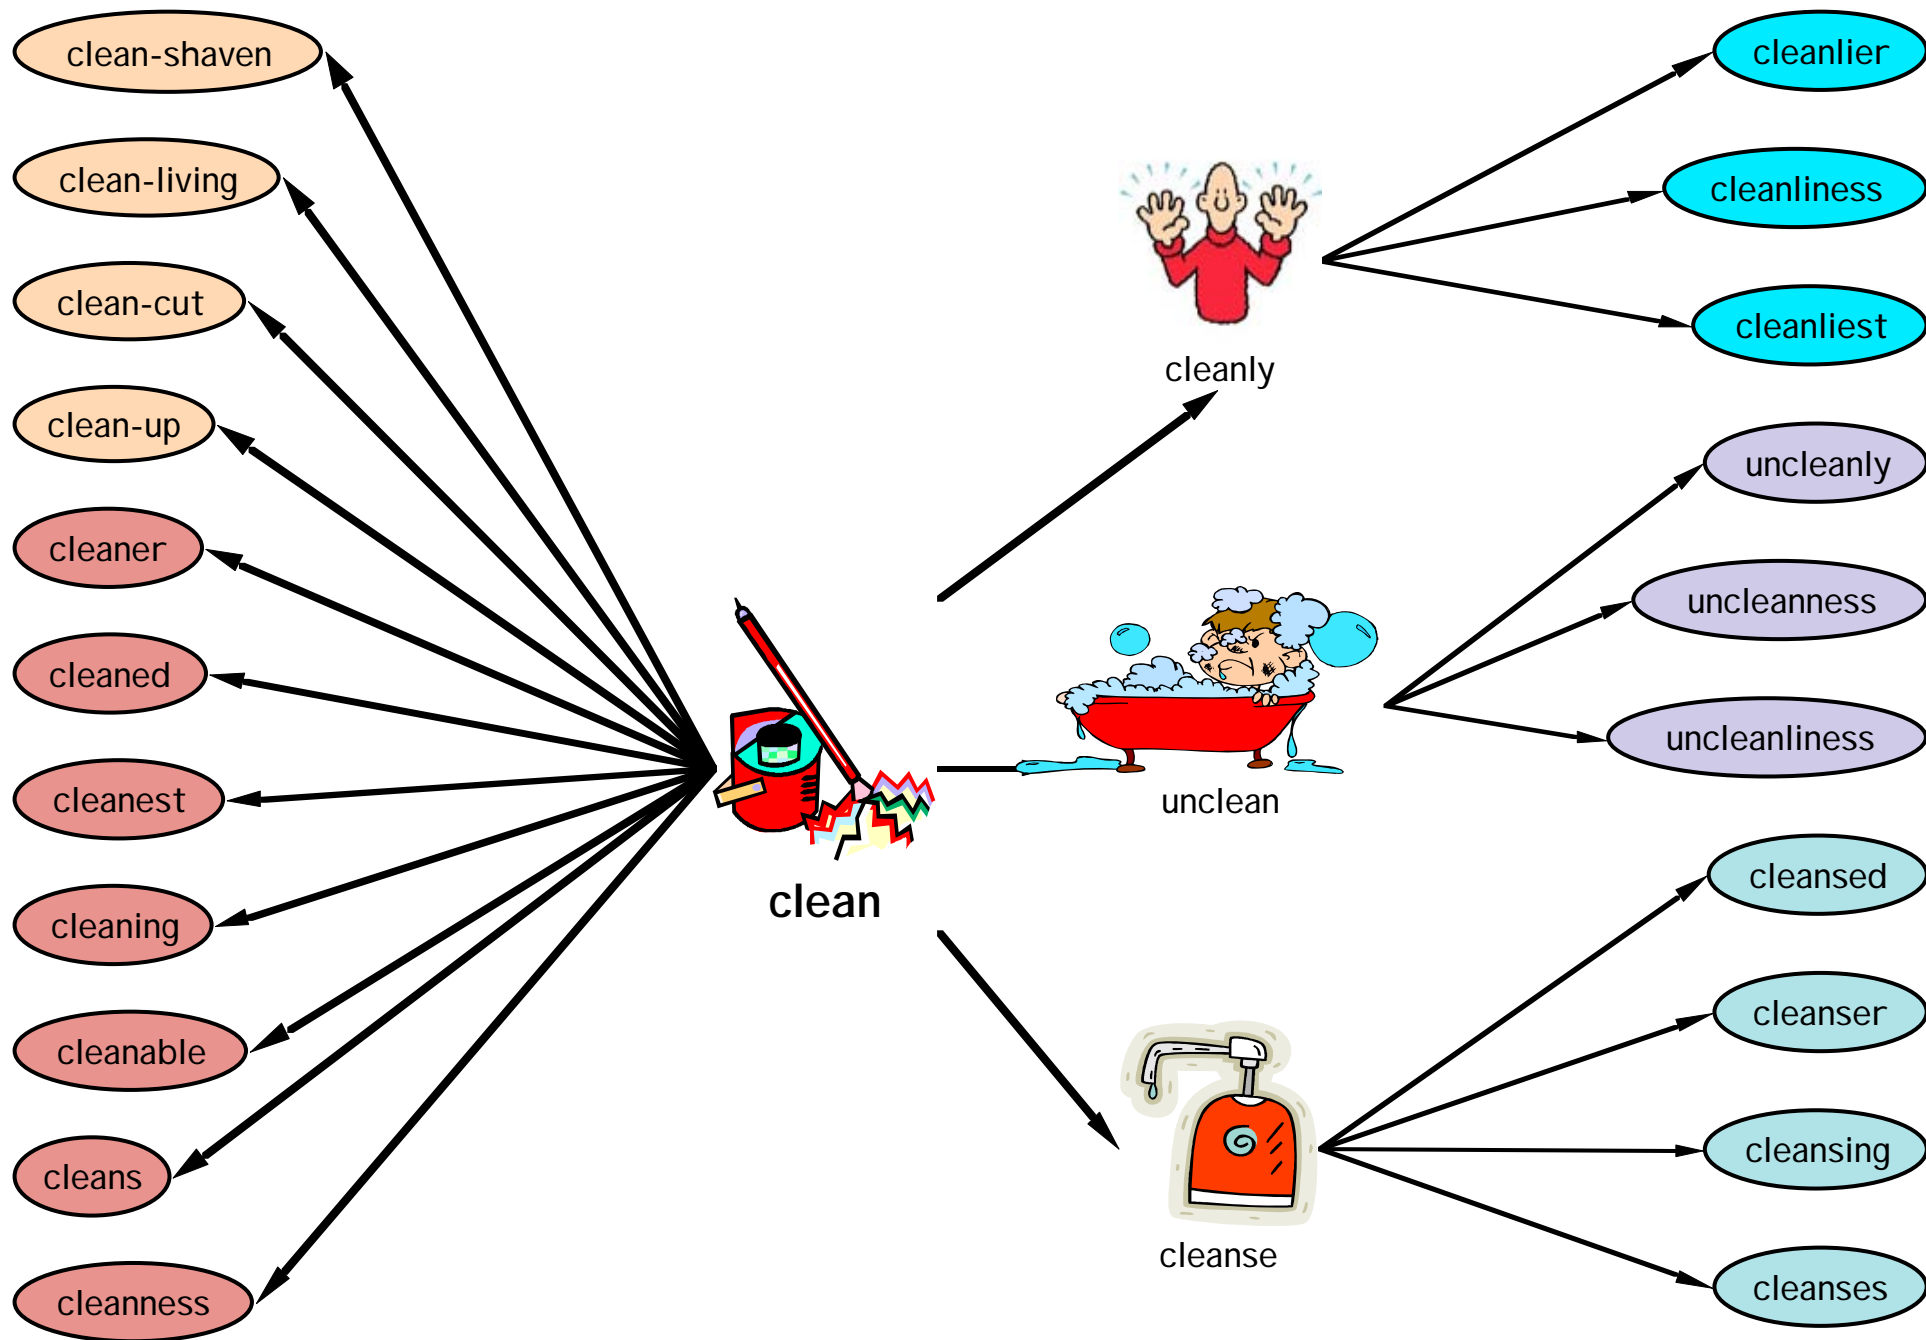 clean-shaven
clean-living
clean-cut
clean-up
cleaner
cleaned
cleanest
cleaning
cleanable
cleans
cleanness
clean
cleanly
unclean
cleanse
cleanlier
cleanliness
cleanliest
uncleanly
uncleanness
uncleanliness
cleansed
cleanser
cleansing
cleanses